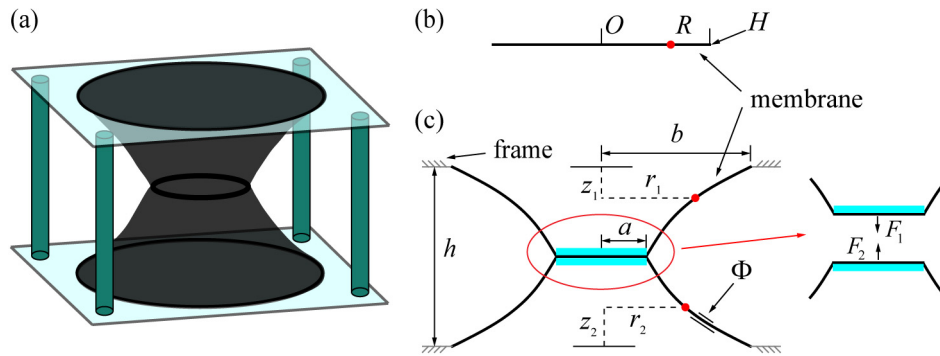 (a)
(b)
O R H
membrane
(c)
frame
b
z1 r1
a
h
F1
F2
Φ
z2 r2